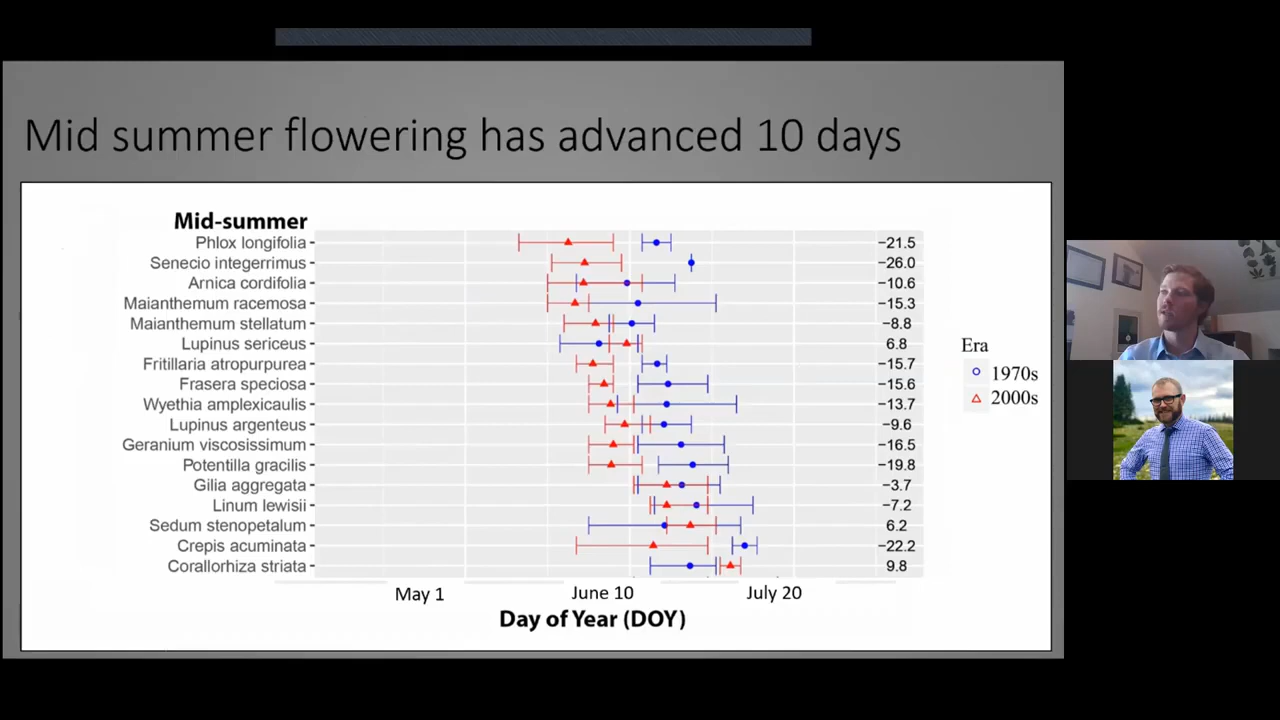 Mid summer flowering has advanced 10 days
Mid-summer
Phlox longifolia −21.5
Senecio integerrimus −26.0
Arnica cordifolia −10.6
Maianthemum racemosa −15.3
Maianthemum stellatum −8.8
Lupinus sericeus 6.8
Fritillaria atropurpurea −15.7
Frasera speciosa −15.6
Wyethia amplexicaulis −13.7
Lupinus argenteus −9.6
Geranium viscosissimum −16.5
Potentilla gracilis −19.8
Gilia aggregata −3.7
Linum lewisii −7.2
Sedum stenopetalum 6.2
Crepis acuminata −22.2
Corallorhiza striata 9.8
Era
1970s
2000s
May 1 June 10 July 20
Day of Year (DOY)